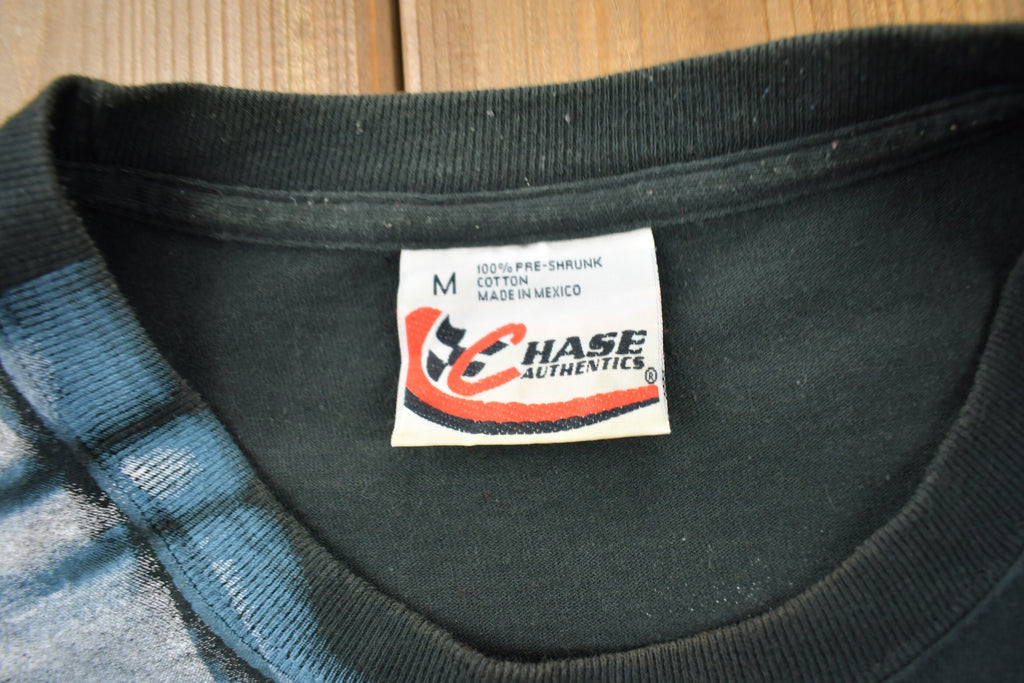 M
100% PRE-SHRUNK
COTTON
MADE IN MEXICO
CHASE
AUTHENTICS®